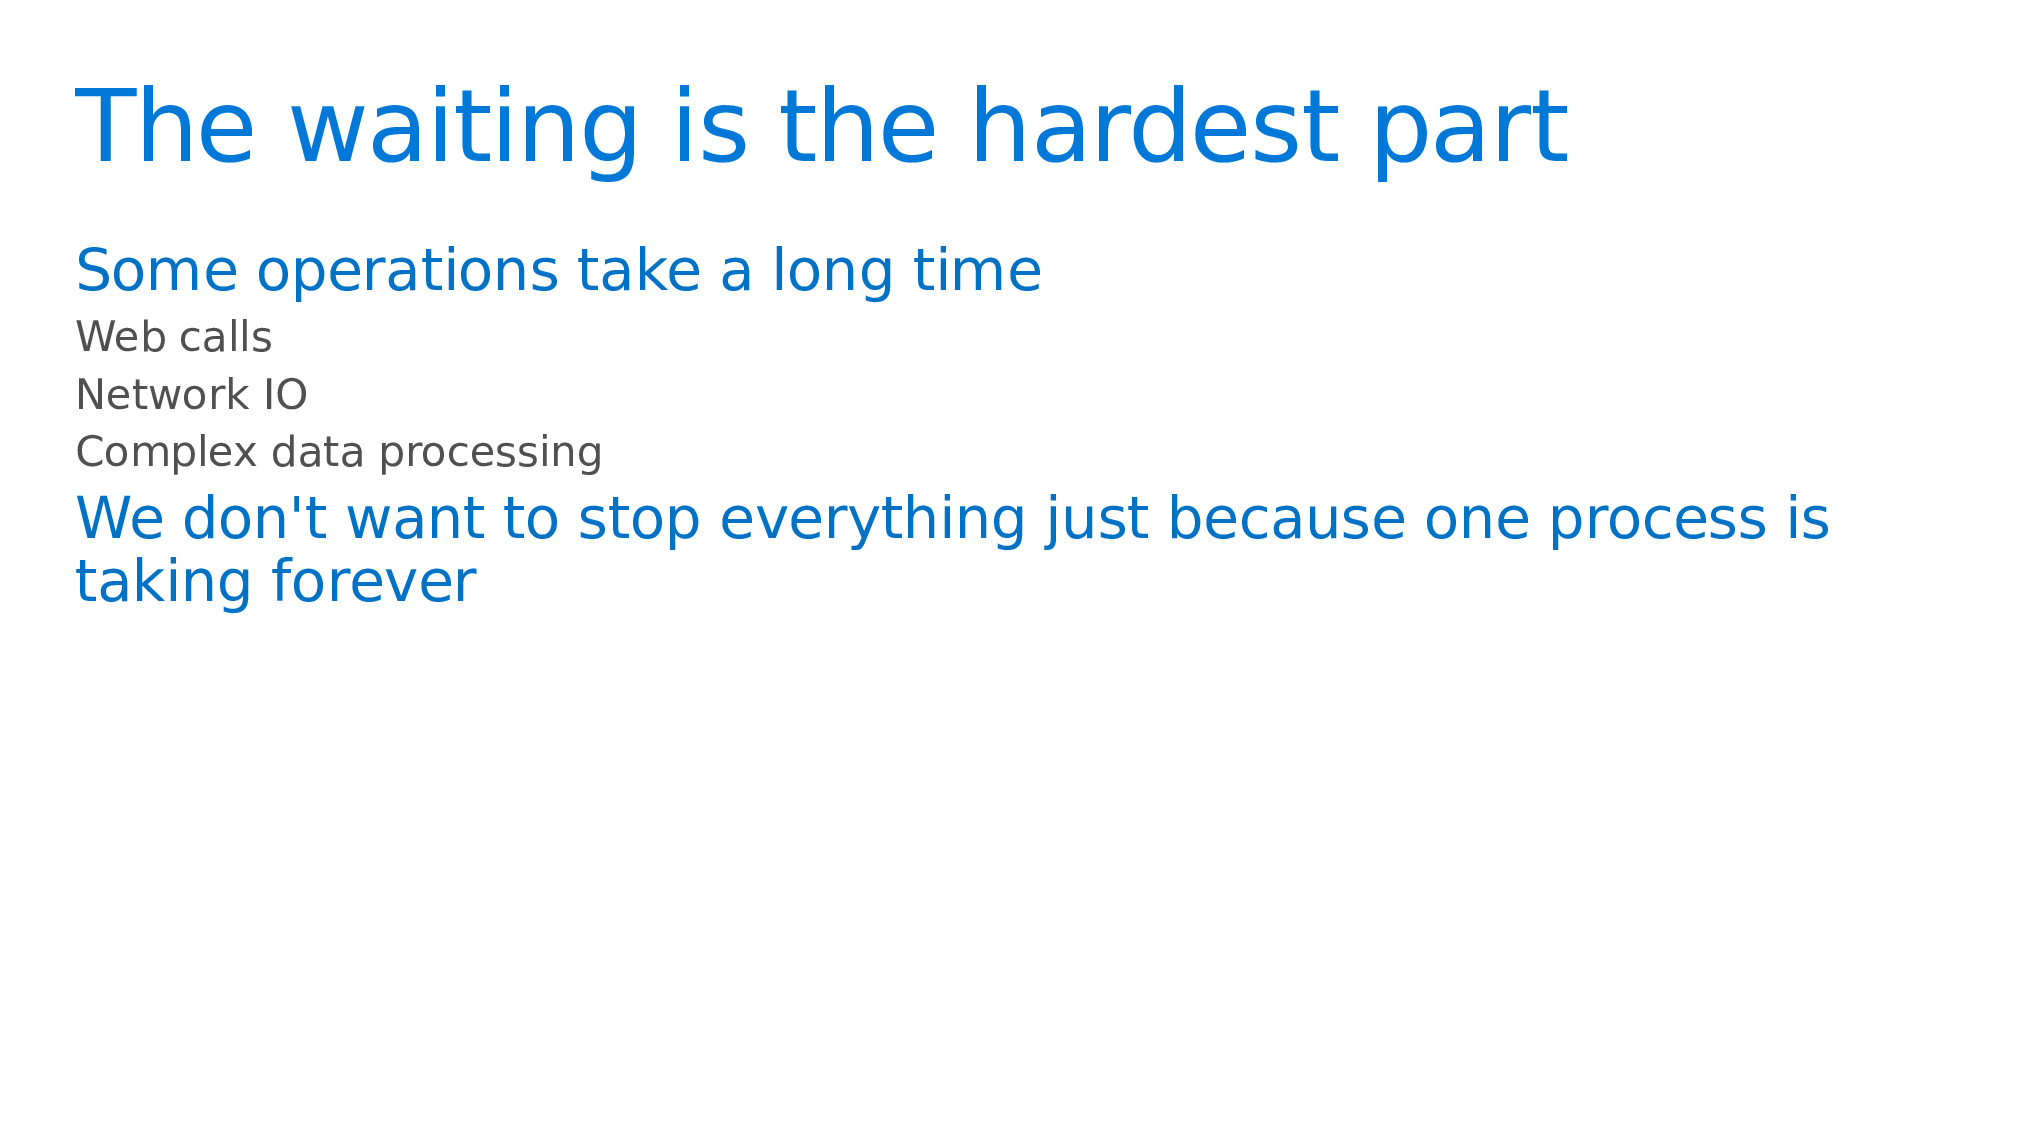 The waiting is the hardest part
Some operations take a long time
Web calls
Network IO
Complex data processing
We don't want to stop everything just because one process is
taking forever